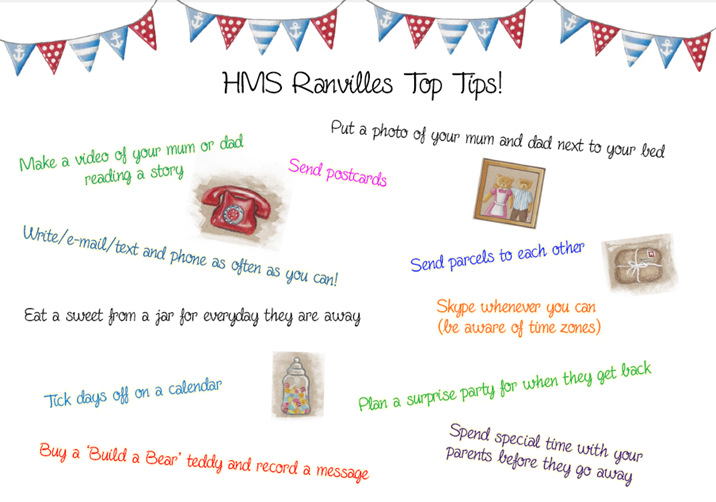 HMS Ranvilles Top Tips!
Put a photo of your mum and dad next to your bed
Make a video of your mum or dad
reading a story
Send postcards
Write/e-mail/text and phone as often as you can!
Send parcels to each other
Eat a sweet from a jar for everyday they are away
Skype whenever you can
(be aware of time zones)
Tick days off on a calendar
Plan a surprise party for when they get back
Buy a 'Build a Bear' teddy and record a message
Spend special time with your
parents before they go away